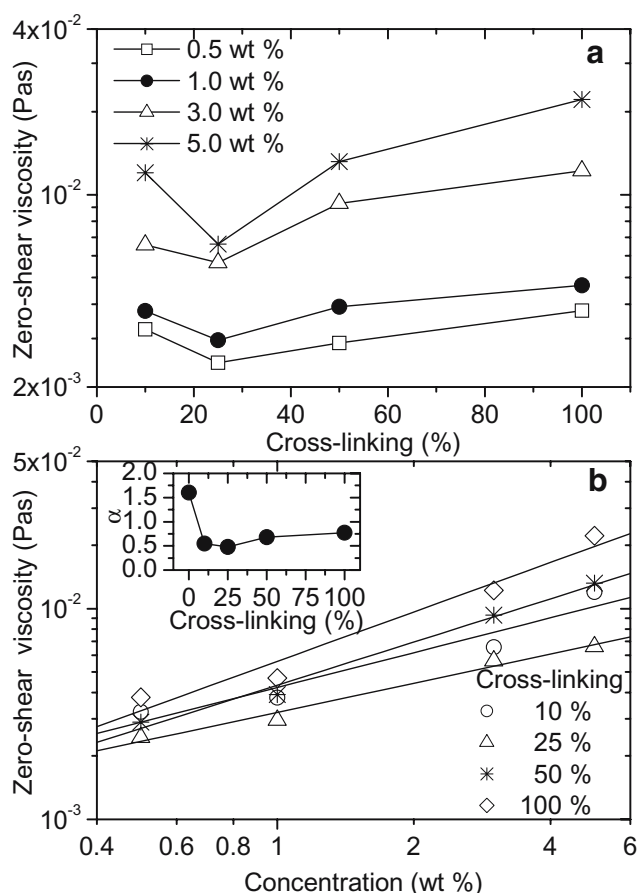 4x10⁻²
a
0.5 wt %
1.0 wt %
3.0 wt %
5.0 wt %
10⁻²
2x10⁻³
Zero-shear viscosity (Pas)
0 20 40 60 80 100
Cross-linking (%)
5x10⁻²
b
2.0
1.5
1.0
0.5
0.0
α
0 25 50 75 100
Cross-linking (%)
10⁻²
10⁻³
Zero-shear viscosity (Pas)
Cross-linking
10 %
25 %
50 %
100 %
0.4 0.8 1 2 4 6
Concentration (wt %)